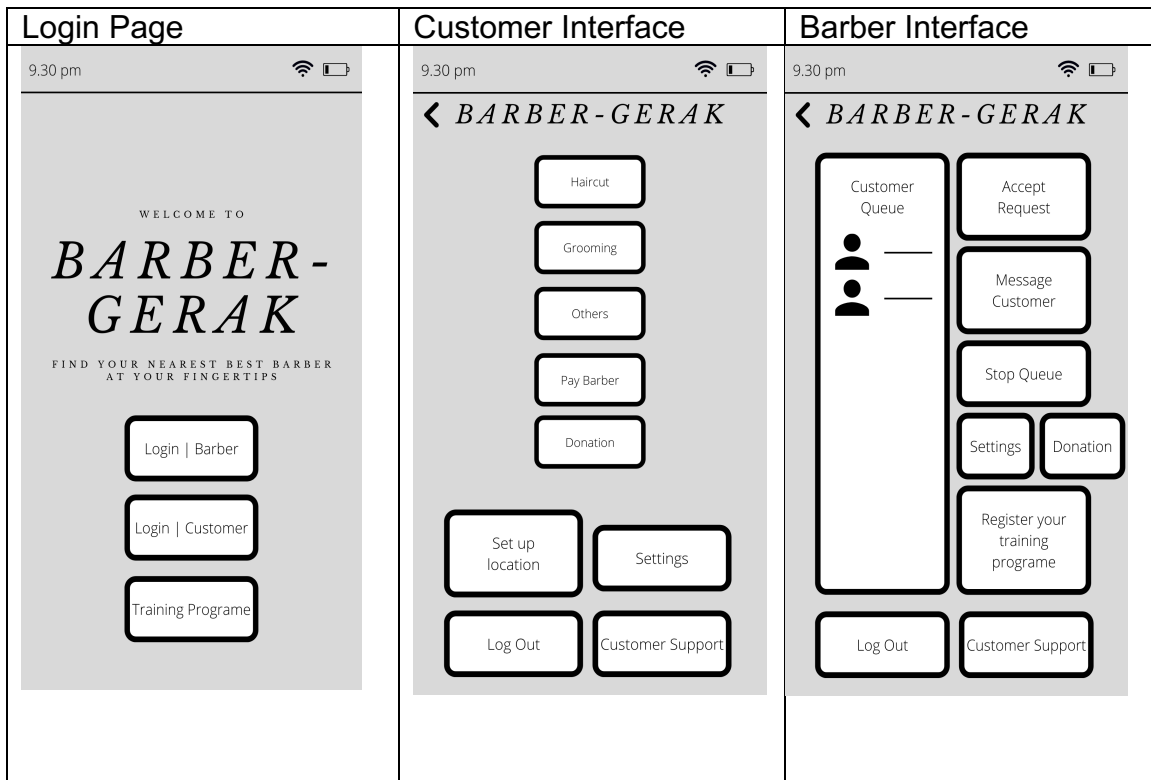 Login Page
9.30 pm
WELCOME TO
BARBER-
GERAK
FIND YOUR NEAREST BEST BARBER
AT YOUR FINGERTIPS
Login | Barber
Login | Customer
Training Programe
Customer Interface
9.30 pm
BARBER-GERAK
Haircut
Grooming
Others
Pay Barber
Donation
Set up
location
Settings
Log Out
Customer Support
Barber Interface
9.30 pm
BARBER-GERAK
Customer
Queue
Accept
Request
Message
Customer
Stop Queue
Settings
Donation
Register your
training
programe
Log Out
Customer Support